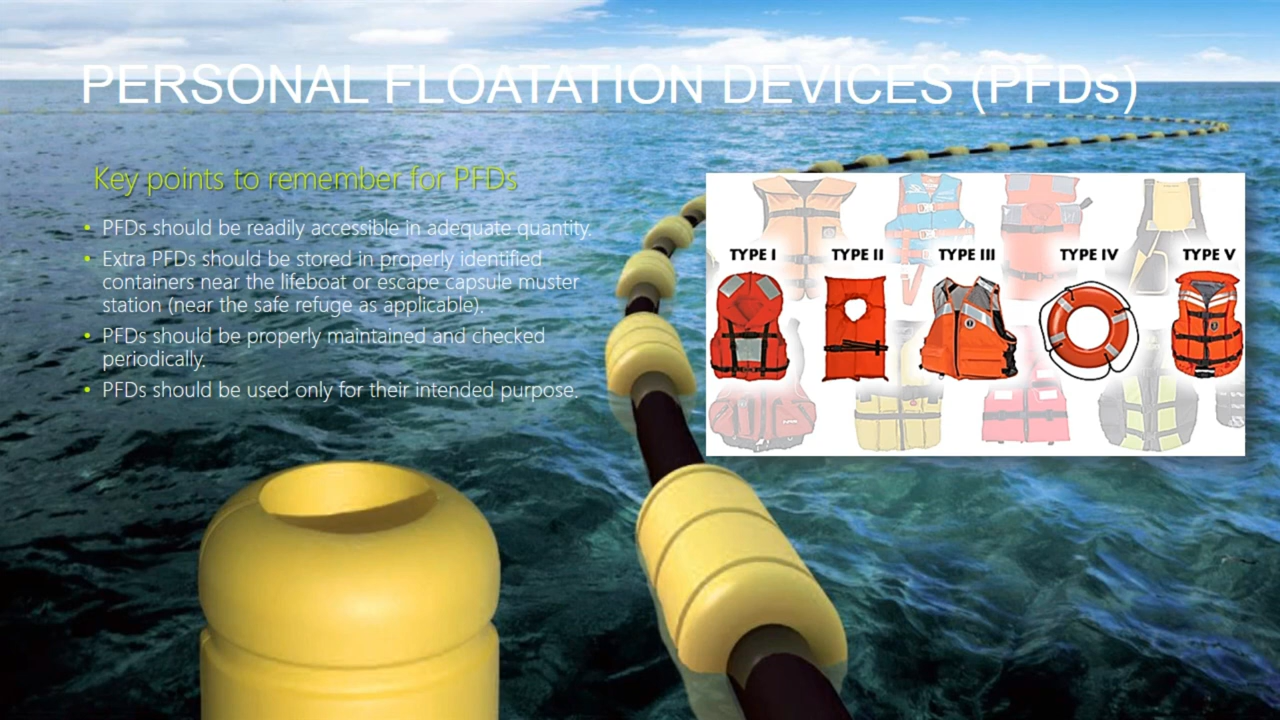 PERSONAL FLOATATION DEVICES (PFDs)
Key points to remember for PFDs
• PFDs should be readily accessible in adequate quantity.
• Extra PFDs should be stored in properly identified
containers near the lifeboat or escape capsule muster
station (near the safe refuge as applicable).
• PFDs should be properly maintained and checked
periodically.
• PFDs should be used only for their intended purpose.
TYPE I TYPE II TYPE III TYPE IV TYPE V